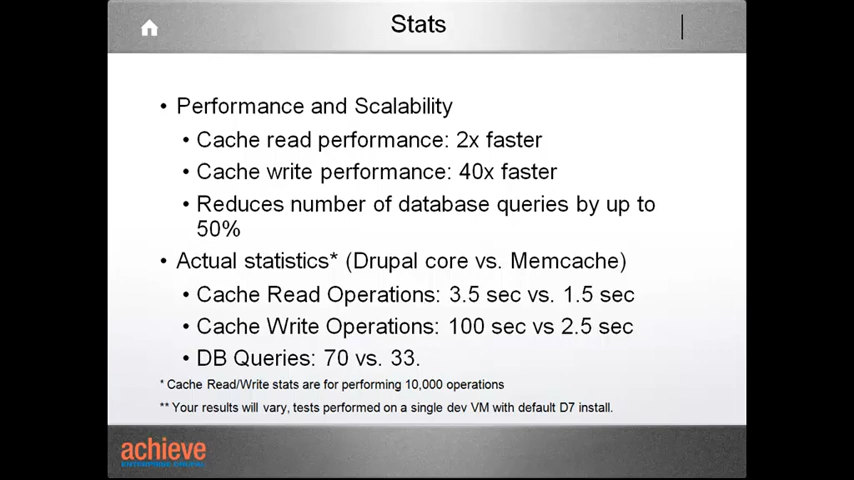 Stats
• Performance and Scalability
• Cache read performance: 2x faster
• Cache write performance: 40x faster
• Reduces number of database queries by up to
50%
• Actual statistics* (Drupal core vs. Memcache)
• Cache Read Operations: 3.5 sec vs. 1.5 sec
• Cache Write Operations: 100 sec vs 2.5 sec
• DB Queries: 70 vs. 33.
* Cache Read/Write stats are for performing 10,000 operations
** Your results will vary, tests performed on a single dev VM with default D7 install.
achieve